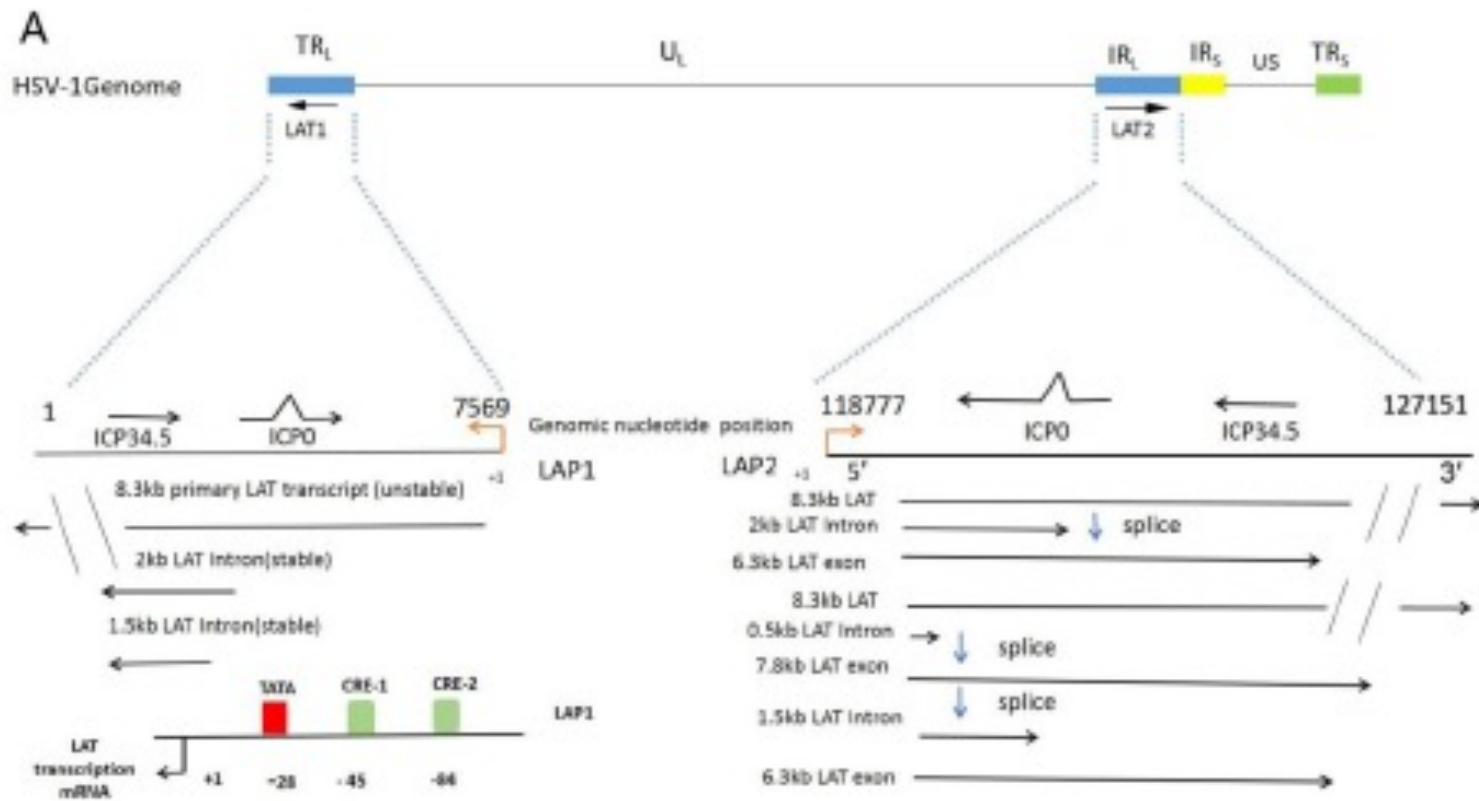 A
HSV-1Genome
TRL
UL
IRL
IRS
US
TRS
LAT1
LAT2
1
ICP34.5
ICP0
7569
Genomic nucleotide position
118777
ICP0
ICP34.5
127151
+1
LAP1
LAP2
+1
5'
3'
8.3kb primary LAT transcript (unstable)
2kb LAT Intron(stable)
1.5kb LAT Intron(stable)
8.3kb LAT
2kb LAT Intron
splice
6.3kb LAT exon
8.3kb LAT
0.5kb LAT Intron
splice
7.8kb LAT exon
splice
1.5kb LAT Intron
6.3kb LAT exon
TATA
CRE-1
CRE-2
LAP1
LAT
transcription
mRNA
+1
-28
-45